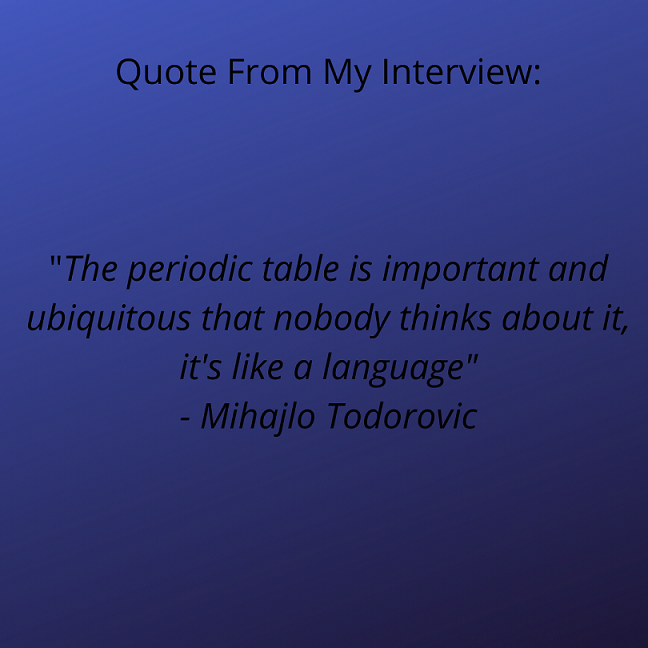 Quote From My Interview:
"The periodic table is important and
ubiquitous that nobody thinks about it,
it's like a language"
- Mihajlo Todorovic